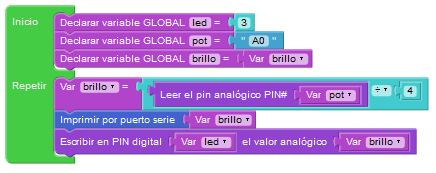 Inicio
Declarar variable GLOBAL led = 3
Declarar variable GLOBAL pot = " A0 "
Declarar variable GLOBAL brillo = Var brillo
Repetir
Var brillo = Leer el pin analógico PIN# Var pot ÷ 4
Imprimir por puerto serie Var brillo
Escribir en PIN digital Var led el valor analógico Var brillo